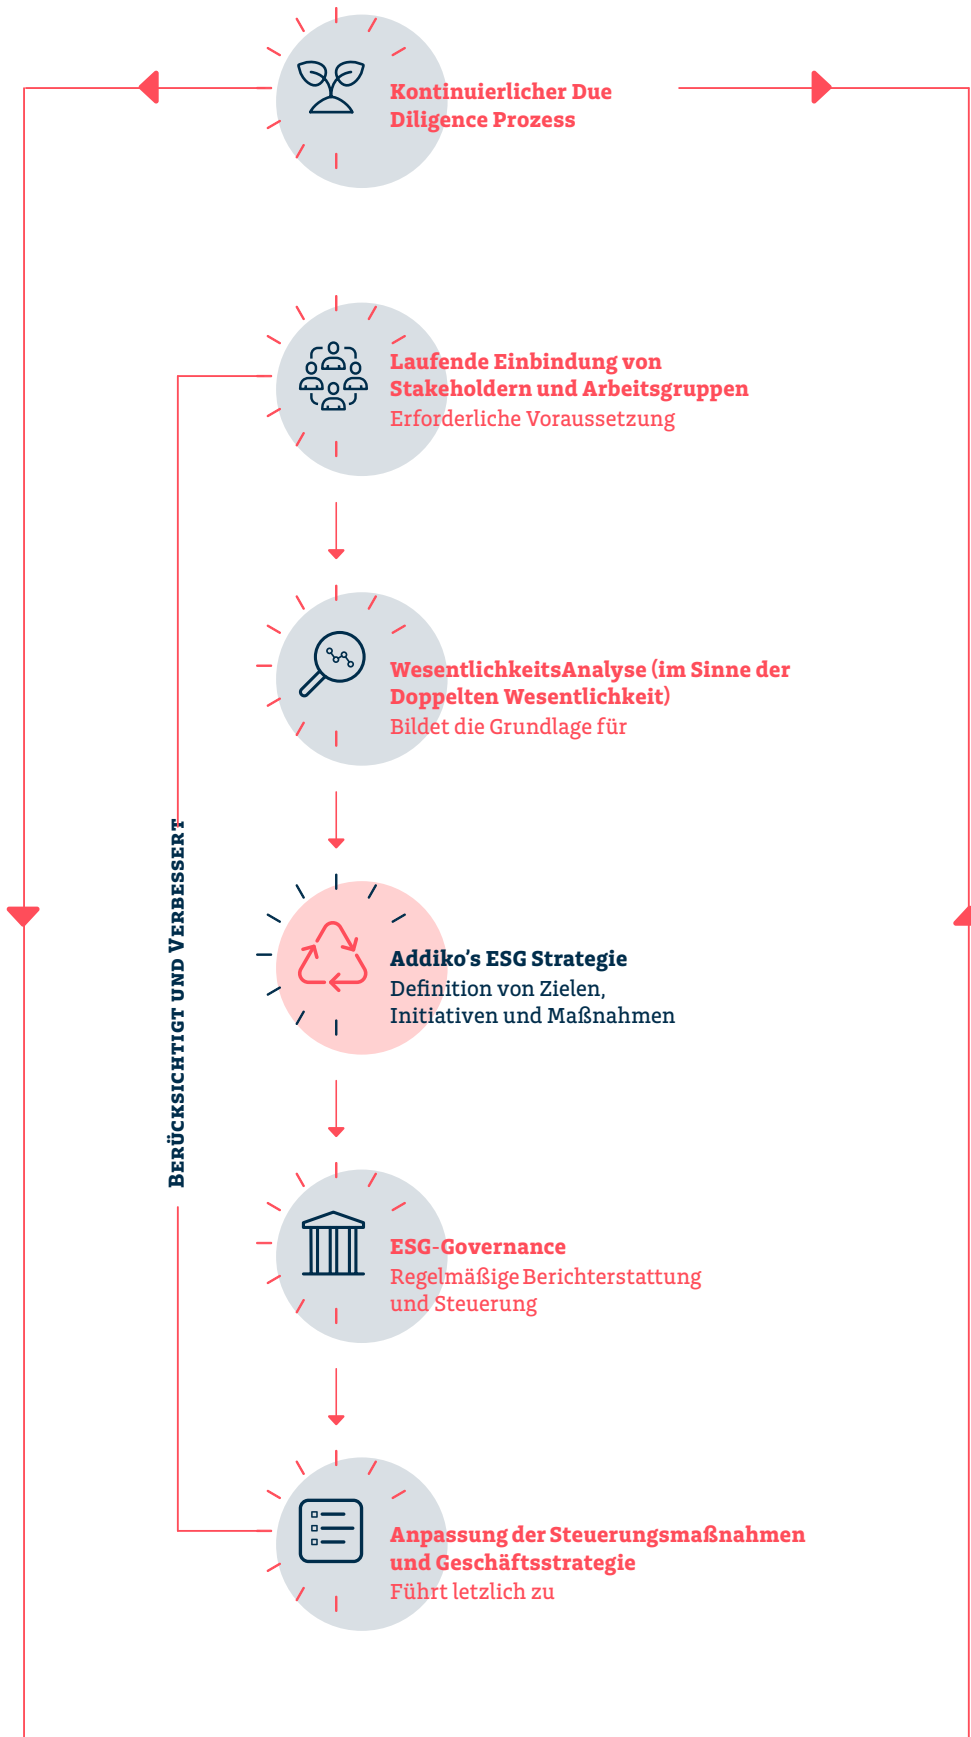 Kontinuierlicher Due
Diligence Prozess
Laufende Einbindung von
Stakeholdern und Arbeitsgruppen
Erforderliche Voraussetzung
WesentlichkeitsAnalyse (im Sinne der
Doppelten Wesentlichkeit)
Bildet die Grundlage für
Berücksichtigt und Verbessert
Addiko’s ESG Strategie
Definition von Zielen,
Initiativen und Maßnahmen
ESG-Governance
Regelmäßige Berichterstattung
und Steuerung
Anpassung der Steuerungsmaßnahmen
und Geschäftsstrategie
Führt letzlich zu